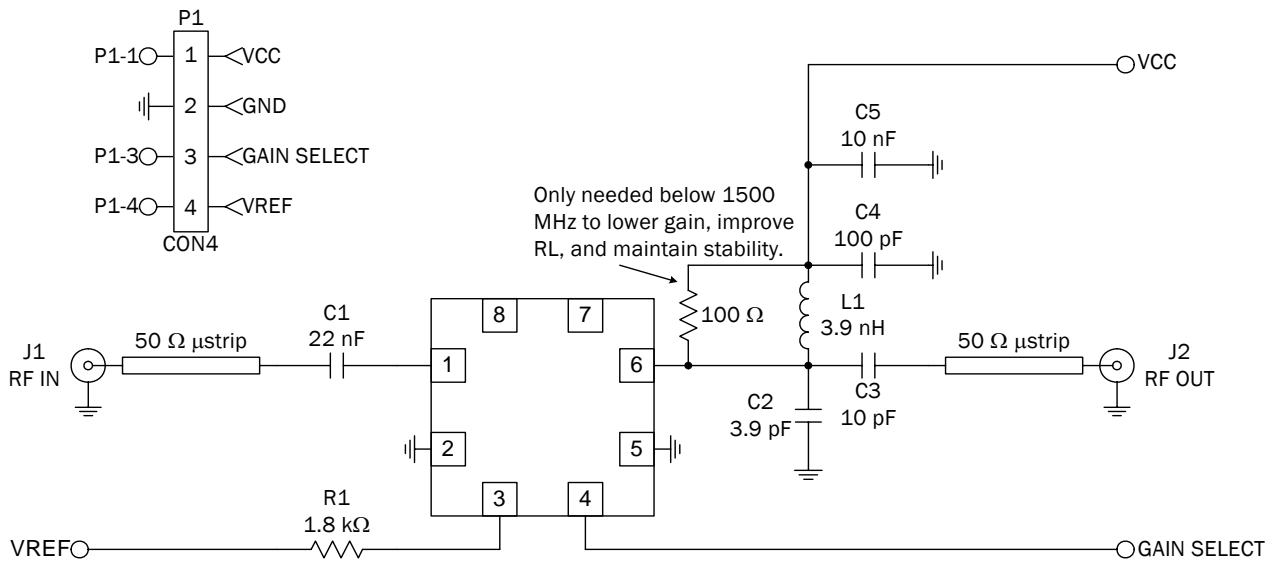 P1
P1-1
1
VCC
2
GND
P1-3
3
GAIN SELECT
P1-4
4
VREF
CON4
VCC
C5
10 nF
C4
100 pF
Only needed below 1500
MHz to lower gain, improve
RL, and maintain stability.
100 Ω
L1
3.9 nH
J1
RF IN
50 Ω μstrip
C1
22 nF
8
7
1
6
2
5
3
4
C2
3.9 pF
C3
10 pF
50 Ω μstrip
J2
RF OUT
R1
1.8 kΩ
VREF
GAIN SELECT